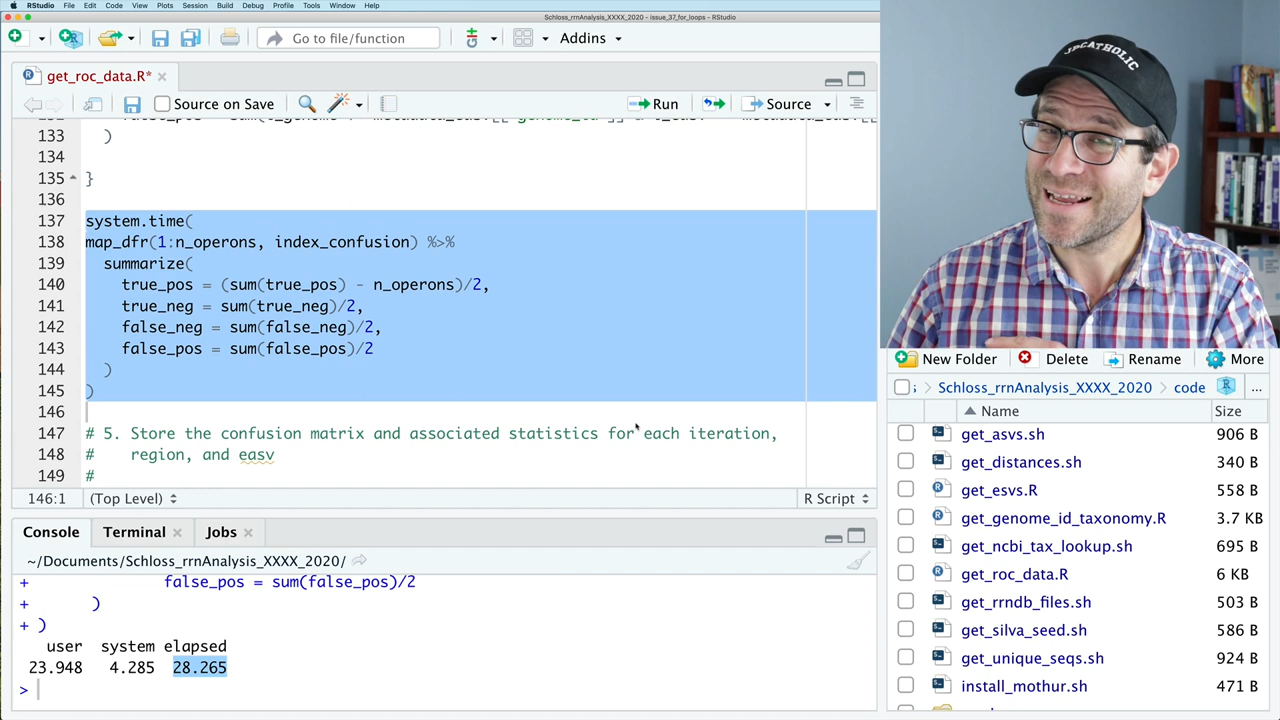 RStudio File Edit Code View Plots Session Build Debug Profile Tools Window Help
Schloss_rrnAnalysis_XXXX_2020 - issue_37_for_loops - RStudio
Go to file/function Addins
get_roc_data.R*
Source on Save Run Source
133 )
134
135 }
136
137 system.time(
138 map_dfr(1:n_operons, index_confusion) %>%
139 summarize(
140 true_pos = (sum(true_pos) - n_operons)/2,
141 true_neg = sum(true_neg)/2,
142 false_neg = sum(false_neg)/2,
143 false_pos = sum(false_pos)/2
144 )
145 )
146
147 # 5. Store the confusion matrix and associated statistics for each iteration,
148 # region, and easv
149 #
146:1 (Top Level) R Script
Console Terminal Jobs
~/Documents/Schloss_rrnAnalysis_XXXX_2020/
+ false_pos = sum(false_pos)/2
+ )
+ )
user system elapsed
23.948 4.285 28.265
>
JPCATHOLIC
New Folder Delete Rename More
s > Schloss_rrnAnalysis_XXXX_2020 > code ...
Name Size
get_asvs.sh 906 B
get_distances.sh 340 B
get_esvs.R 558 B
get_genome_id_taxonomy.R 3.7 KB
get_ncbi_tax_lookup.sh 695 B
get_roc_data.R 6 KB
get_rrndb_files.sh 503 B
get_silva_seed.sh 586 B
get_unique_seqs.sh 924 B
install_mothur.sh 471 B